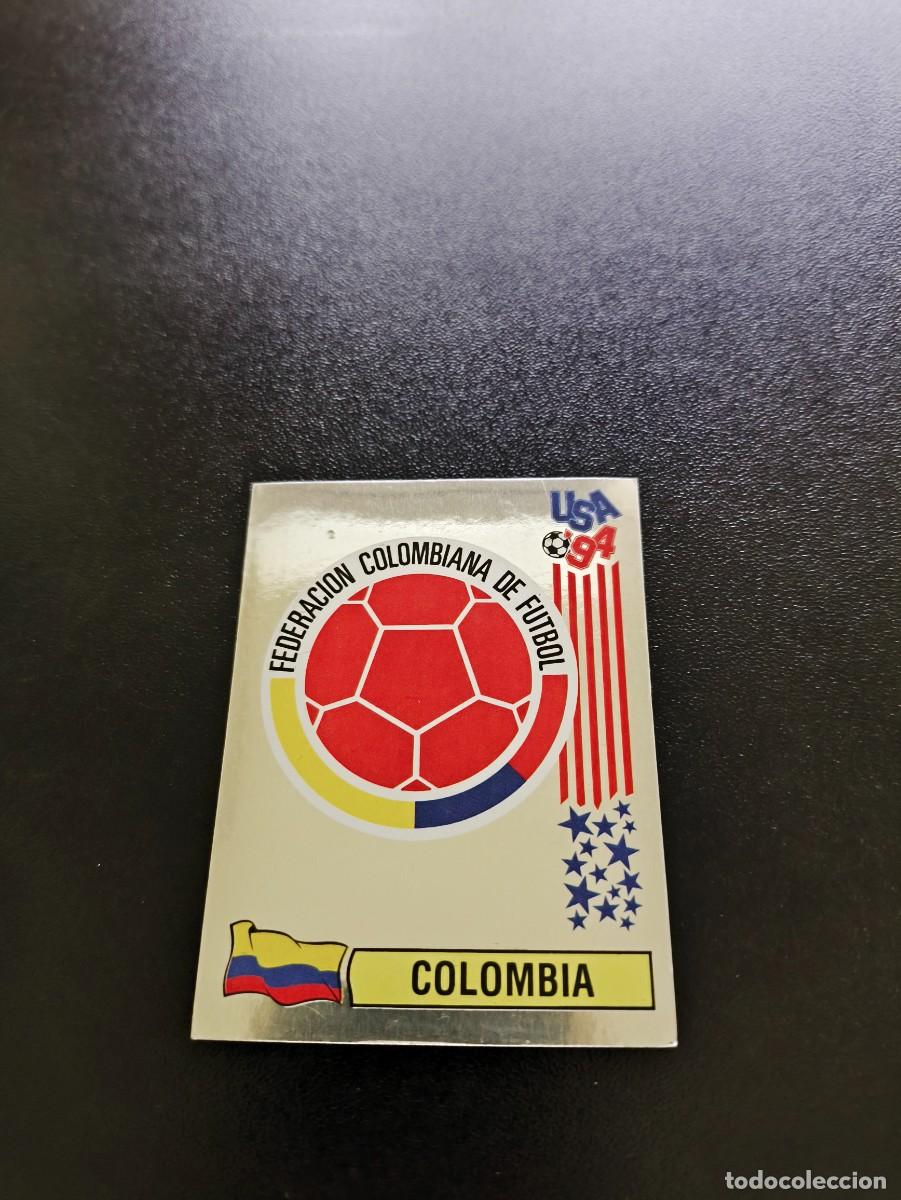 USA
'94
FEDERACION COLOMBIANA DE FUTBOL
COLOMBIA
todocoleccion